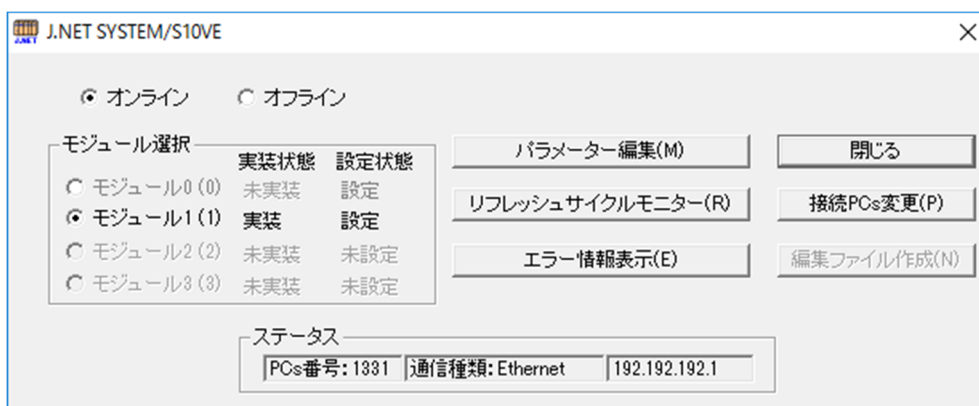 J.NET SYSTEM/S10VE
オンライン オフライン
モジュール選択
実装状態 設定状態
モジュール0(0) 未実装 設定
モジュール1(1) 実装 設定
モジュール2(2) 未実装 未設定
モジュール3(3) 未実装 未設定
パラメーター編集(M) 閉じる
リフレッシュサイクルモニター(R) 接続PCs変更(P)
エラー情報表示(E) 編集ファイル作成(N)
ステータス
PCs番号:1331 通信種類:Ethernet 192.192.192.1